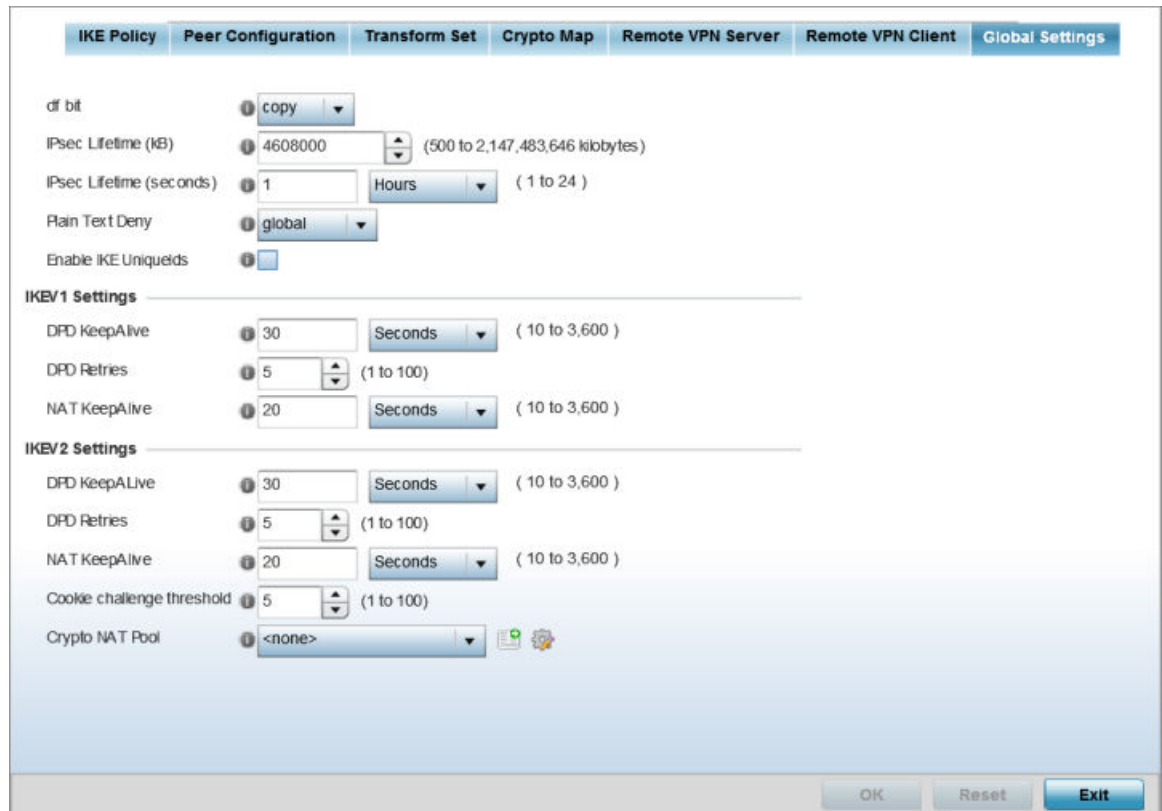 IKE Policy Peer Configuration Transform Set Crypto Map Remote VPN Server Remote VPN Client Global Settings
df bit copy
IPsec Lifetime (kB) 4608000 (500 to 2,147,483,646 kilobytes)
IPsec Lifetime (seconds) 1 Hours ( 1 to 24 )
Plain Text Deny global
Enable IKE UniqueIds
IKEV1 Settings
DPD KeepAlive 30 Seconds ( 10 to 3,600 )
DPD Retries 5 (1 to 100)
NAT KeepAlive 20 Seconds ( 10 to 3,600 )
IKEV2 Settings
DPD KeepALive 30 Seconds ( 10 to 3,600 )
DPD Retries 5 (1 to 100)
NAT KeepAlive 20 Seconds ( 10 to 3,600 )
Cookie challenge threshold 5 (1 to 100)
Crypto NAT Pool <none>
OK Reset Exit